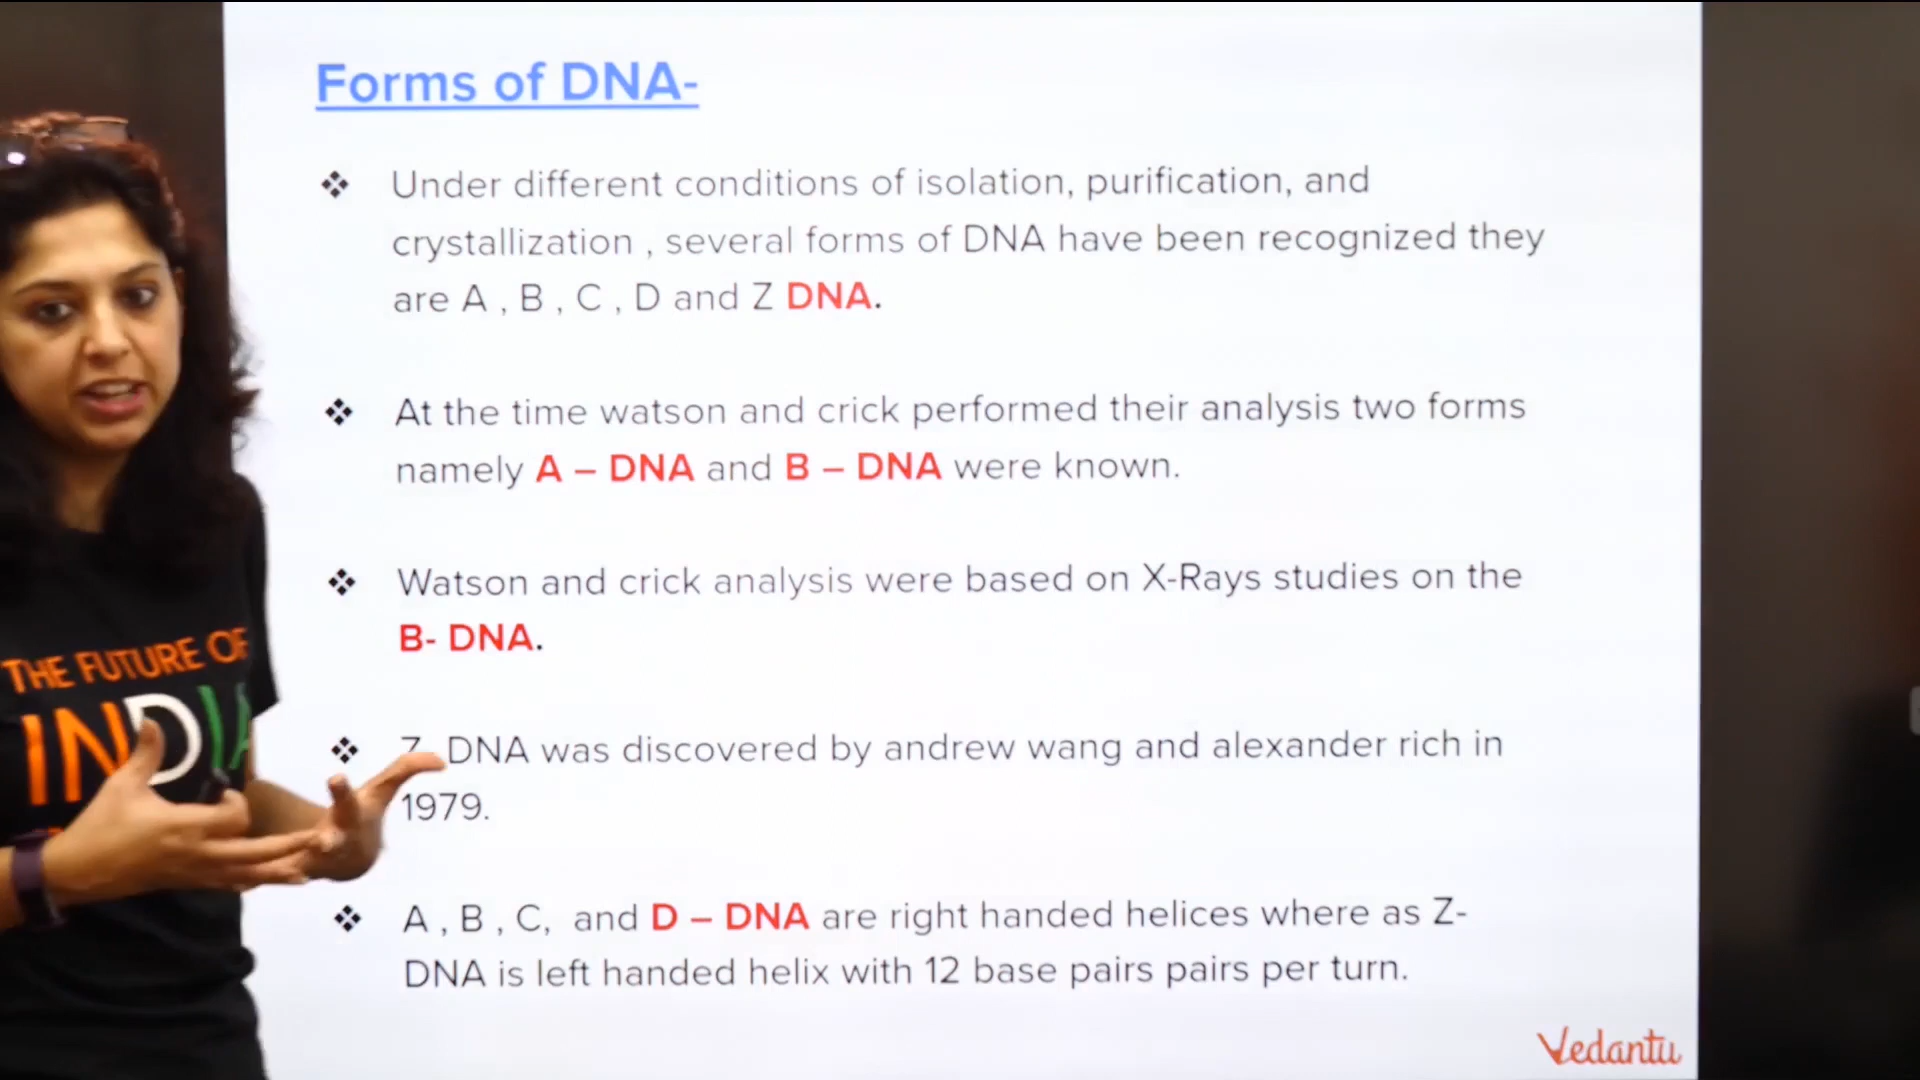 Forms of DNA-
❖ Under different conditions of isolation, purification, and
crystallization , several forms of DNA have been recognized they
are A , B , C , D and Z DNA.
❖ At the time watson and crick performed their analysis two forms
namely A – DNA and B – DNA were known.
❖ Watson and crick analysis were based on X-Rays studies on the
B- DNA.
❖ Z DNA was discovered by andrew wang and alexander rich in
1979.
❖ A , B , C, and D – DNA are right handed helices where as Z-
DNA is left handed helix with 12 base pairs pairs per turn.
THE FUTURE OF
INDIA
Vedantu